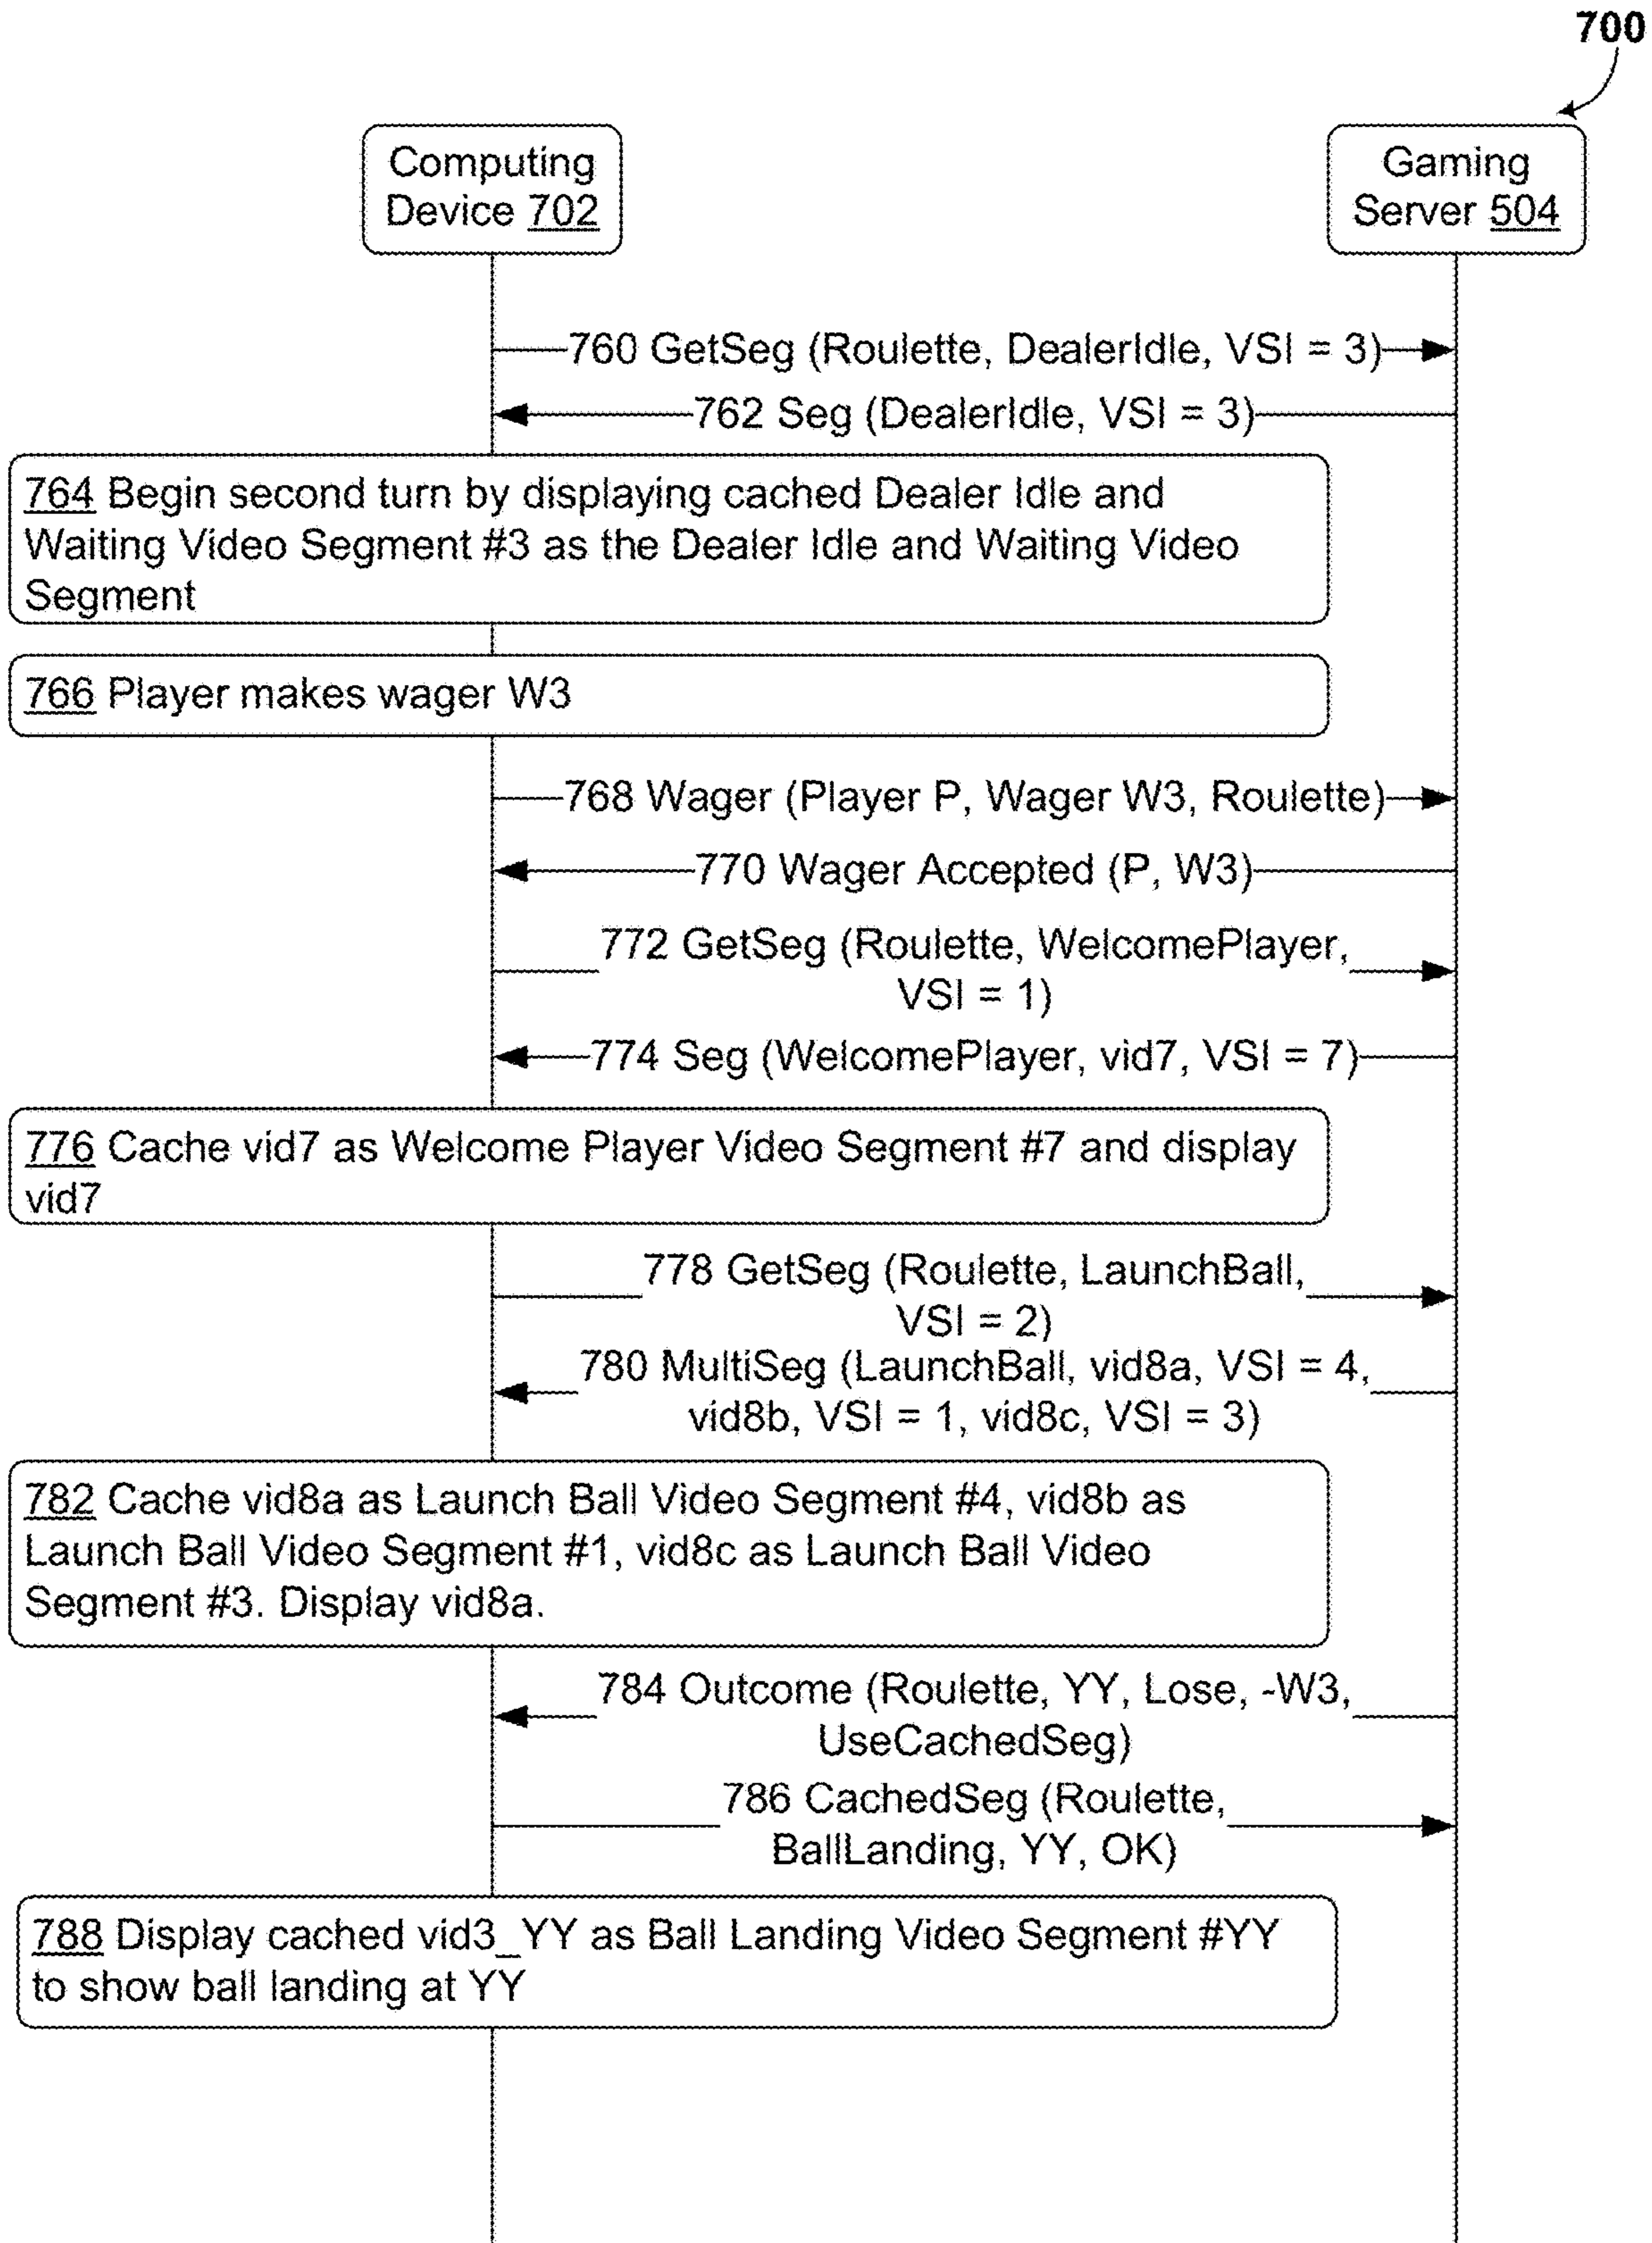 700
Computing
Device 702
Gaming
Server 504
760 GetSeg (Roulette, DealerIdle, VSI = 3)
762 Seg (DealerIdle, VSI = 3)
764 Begin second turn by displaying cached Dealer Idle and
Waiting Video Segment #3 as the Dealer Idle and Waiting Video
Segment
766 Player makes wager W3
768 Wager (Player P, Wager W3, Roulette)
770 Wager Accepted (P, W3)
772 GetSeg (Roulette, WelcomePlayer,
VSI = 1)
774 Seg (WelcomePlayer, vid7, VSI = 7)
776 Cache vid7 as Welcome Player Video Segment #7 and display
vid7
778 GetSeg (Roulette, LaunchBall,
VSI = 2)
780 MultiSeg (LaunchBall, vid8a, VSI = 4,
vid8b, VSI = 1, vid8c, VSI = 3)
782 Cache vid8a as Launch Ball Video Segment #4, vid8b as
Launch Ball Video Segment #1, vid8c as Launch Ball Video
Segment #3. Display vid8a.
784 Outcome (Roulette, YY, Lose, -W3,
UseCachedSeg)
786 CachedSeg (Roulette,
BallLanding, YY, OK)
788 Display cached vid3_YY as Ball Landing Video Segment #YY
to show ball landing at YY